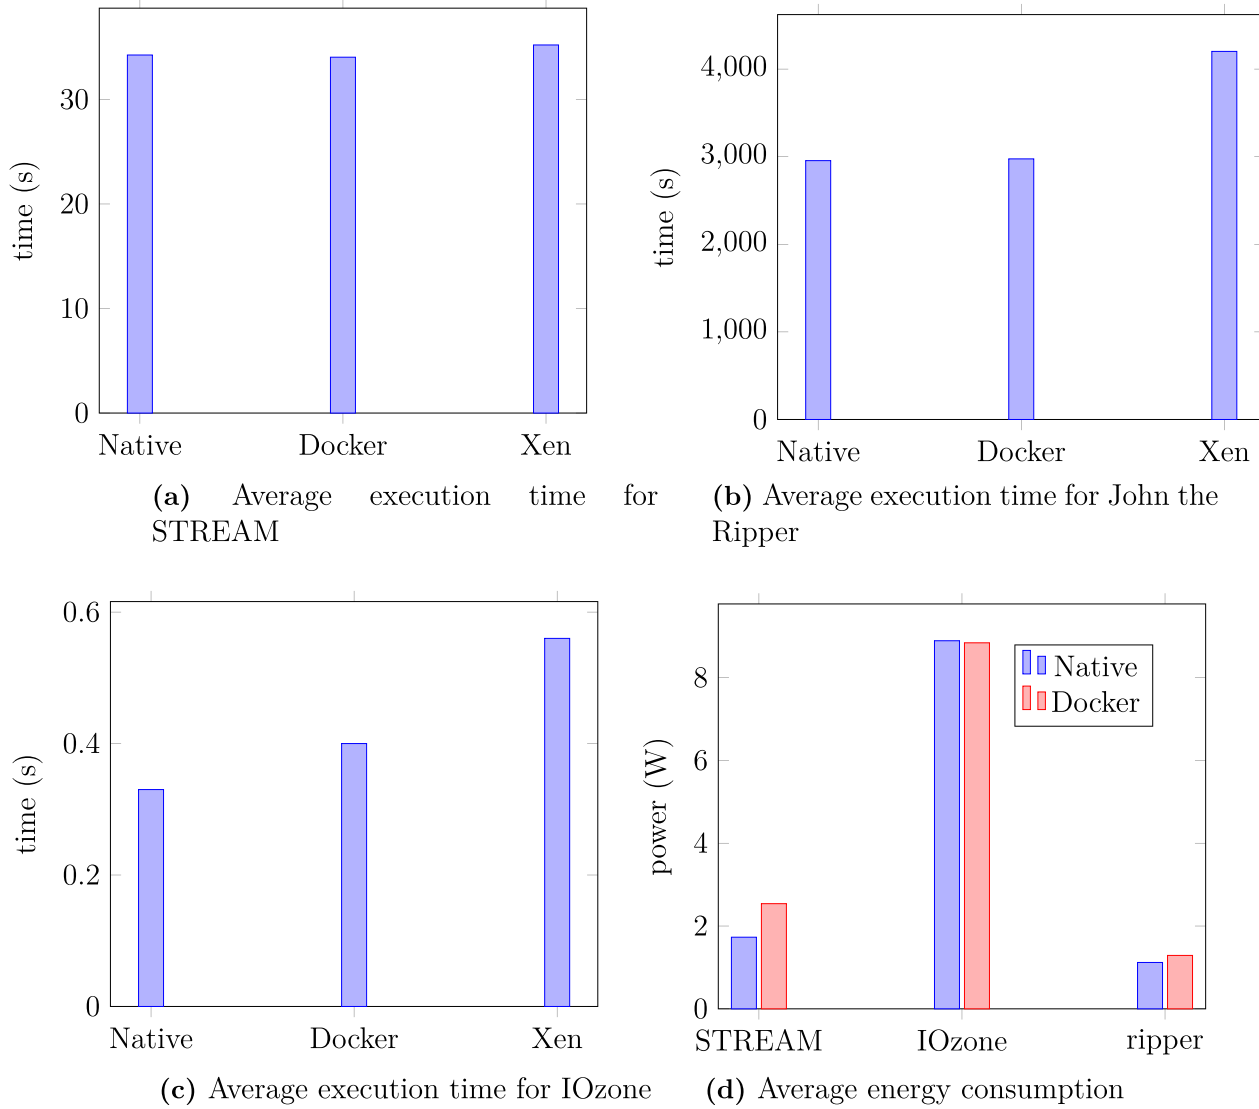 30
20
10
0
time (s)
Native Docker Xen
(a) Average execution time for
STREAM
4,000
3,000
2,000
1,000
0
time (s)
Native Docker Xen
(b) Average execution time for John the
Ripper
0.6
0.4
0.2
0
time (s)
Native Docker Xen
(c) Average execution time for IOzone
8
6
4
2
0
power (W)
Native
Docker
STREAM IOzone ripper
(d) Average energy consumption